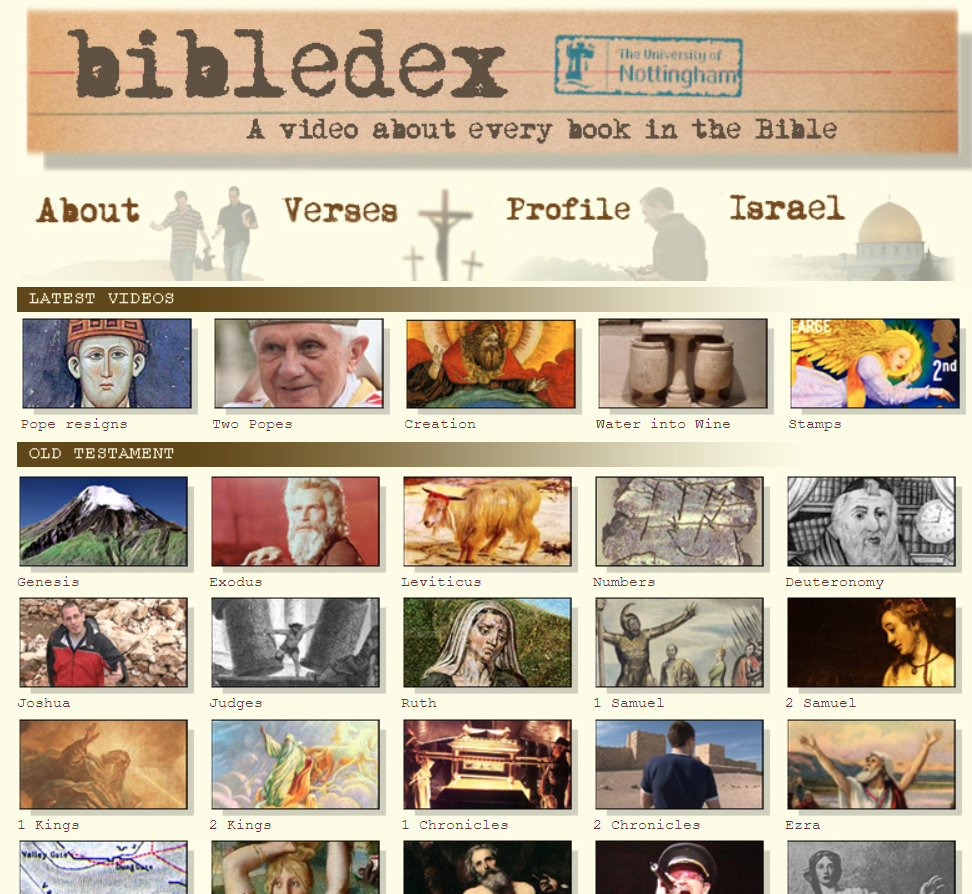 bibledex
The University of
Nottingham
A video about every book in the Bible
About
Verses
Profile
Israel
LATEST VIDEOS
LARGE
2nd
Pope resigns
Two Popes
Creation
Water into Wine
Stamps
OLD TESTAMENT
Genesis
Exodus
Leviticus
Numbers
Deuteronomy
Joshua
Judges
Ruth
1 Samuel
2 Samuel
1 Kings
2 Kings
1 Chronicles
2 Chronicles
Ezra
Valley Gate
Dung Gate